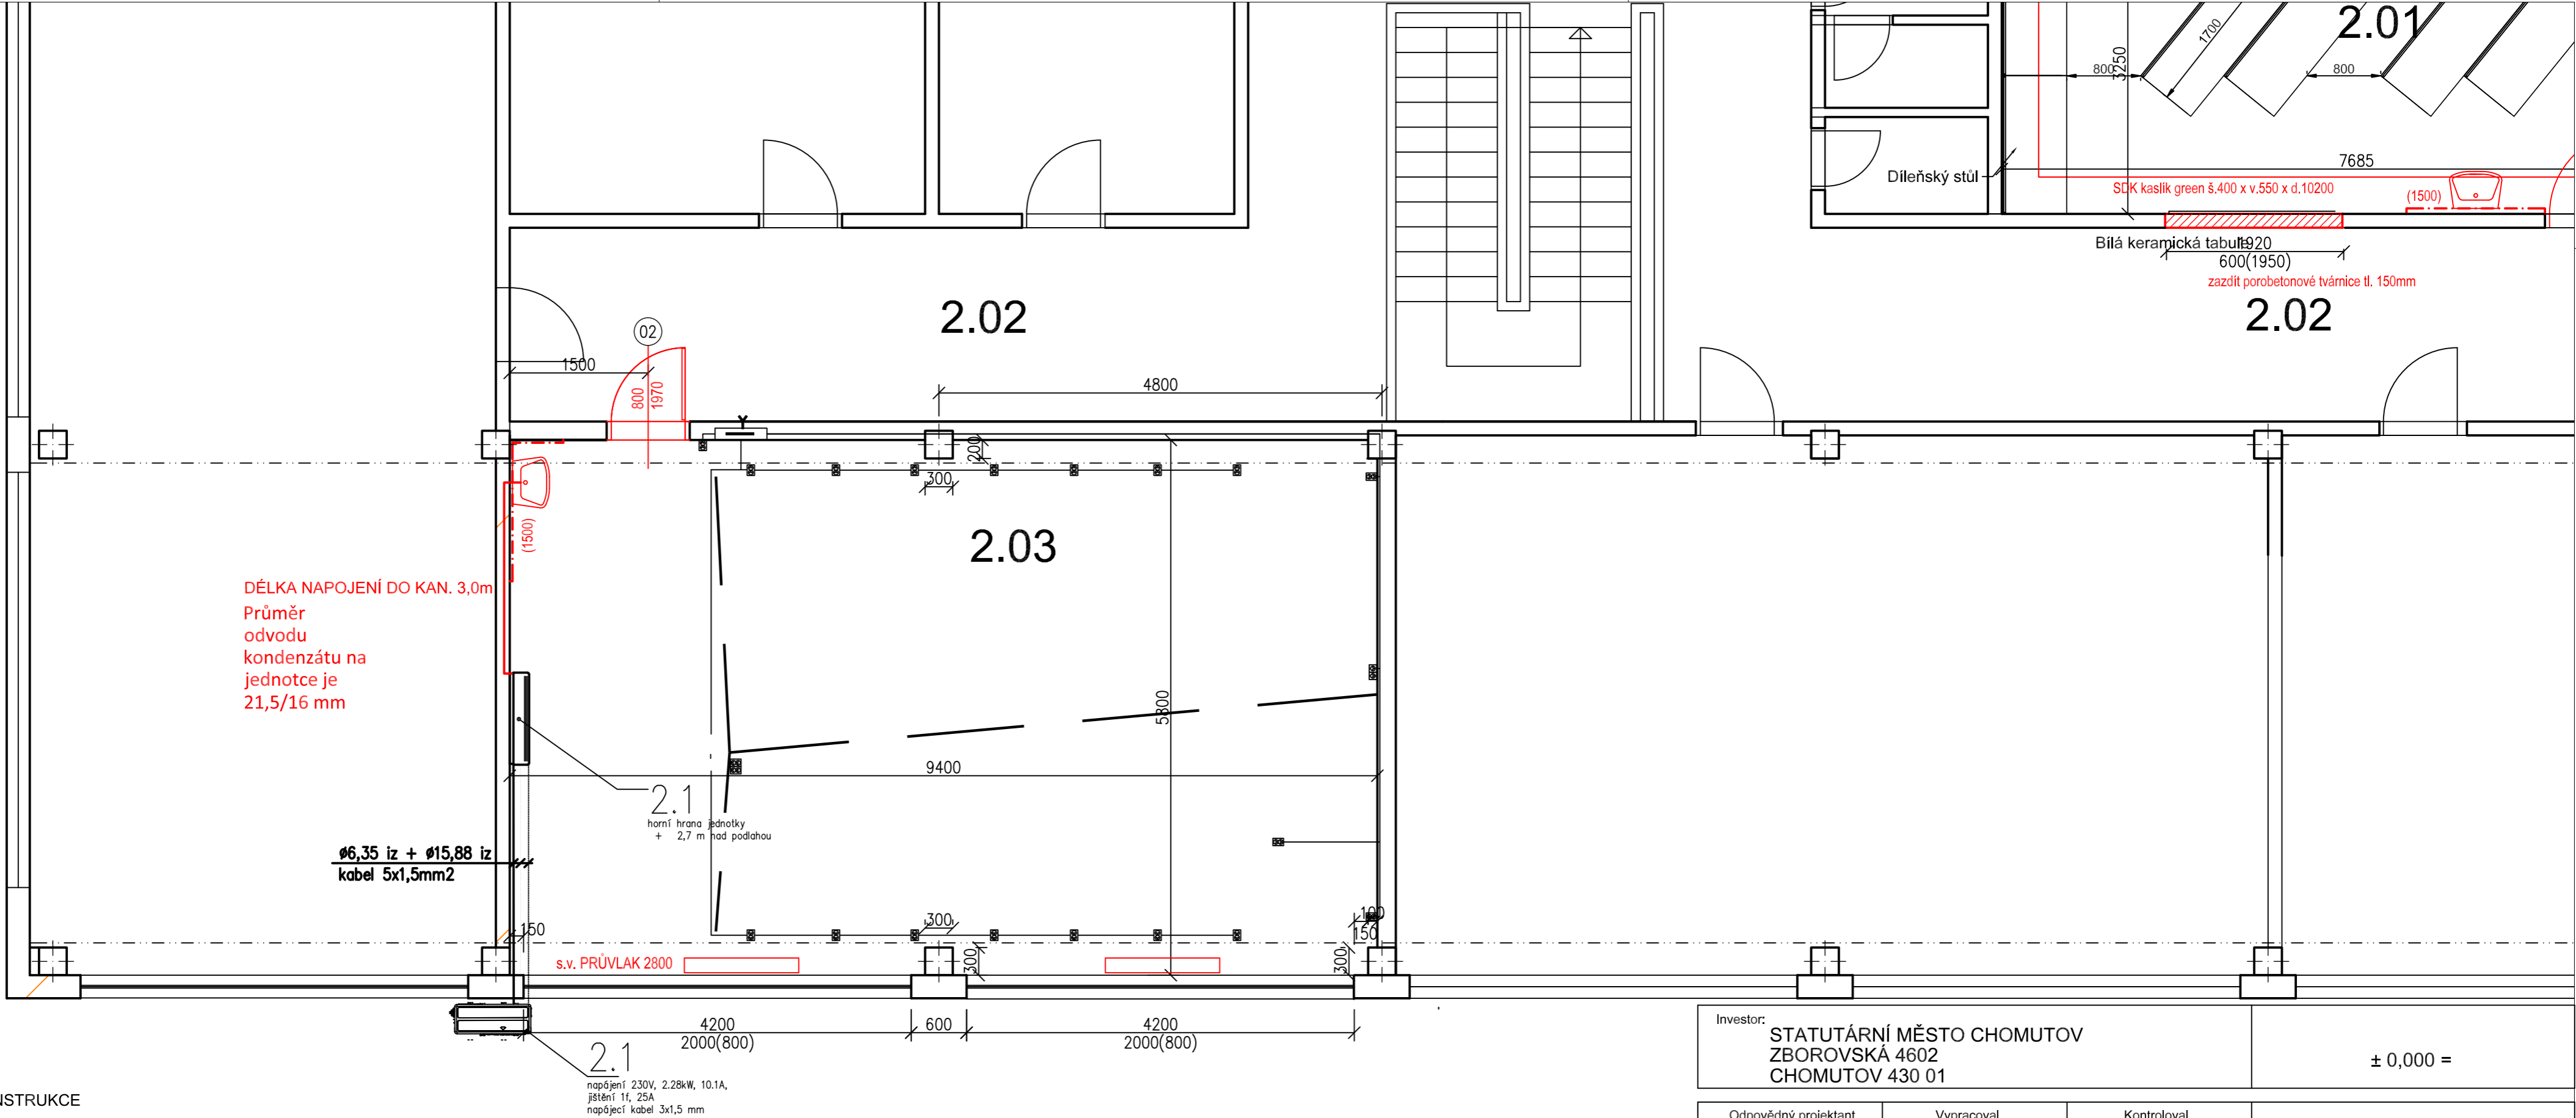 2.01
1700
3250
800
800
7685
Díleňský stůl
SDK kaslik green š.400 x v.550 x d.10200
(1500)
Bílá keramická tabule
1920
600(1950)
zazdít porobetonové tvárnice tl. 150mm
2.02
2.02
02
1500
800
1970
4800
200
300
2.03
(1500)
DÉLKA NAPOJENÍ DO KAN. 3,0m
Průměr
odvodu
kondenzátu na
jednotce je
21,5/16 mm
5800
9400
2.1
horní hrana jednotky
+ 2,7 m nad podlahou
ø6,35 iz + ø15,88 iz
kabel 5x1,5mm2
150
300
100
150
s.v. PRŮVLAK 2800
300
300
4200
600
4200
2000(800)
2000(800)
2.1
napájení 230V, 2.28kW, 10.1A,
jištění 1f, 25A
napájecí kabel 3x1,5 mm
NSTRUKCE
Investor:
STATUTÁRNÍ MĚSTO CHOMUTOV
ZBOROVSKÁ 4602
CHOMUTOV 430 01
± 0,000 =
Odpovědný projektant
Vypracoval
Kontroloval